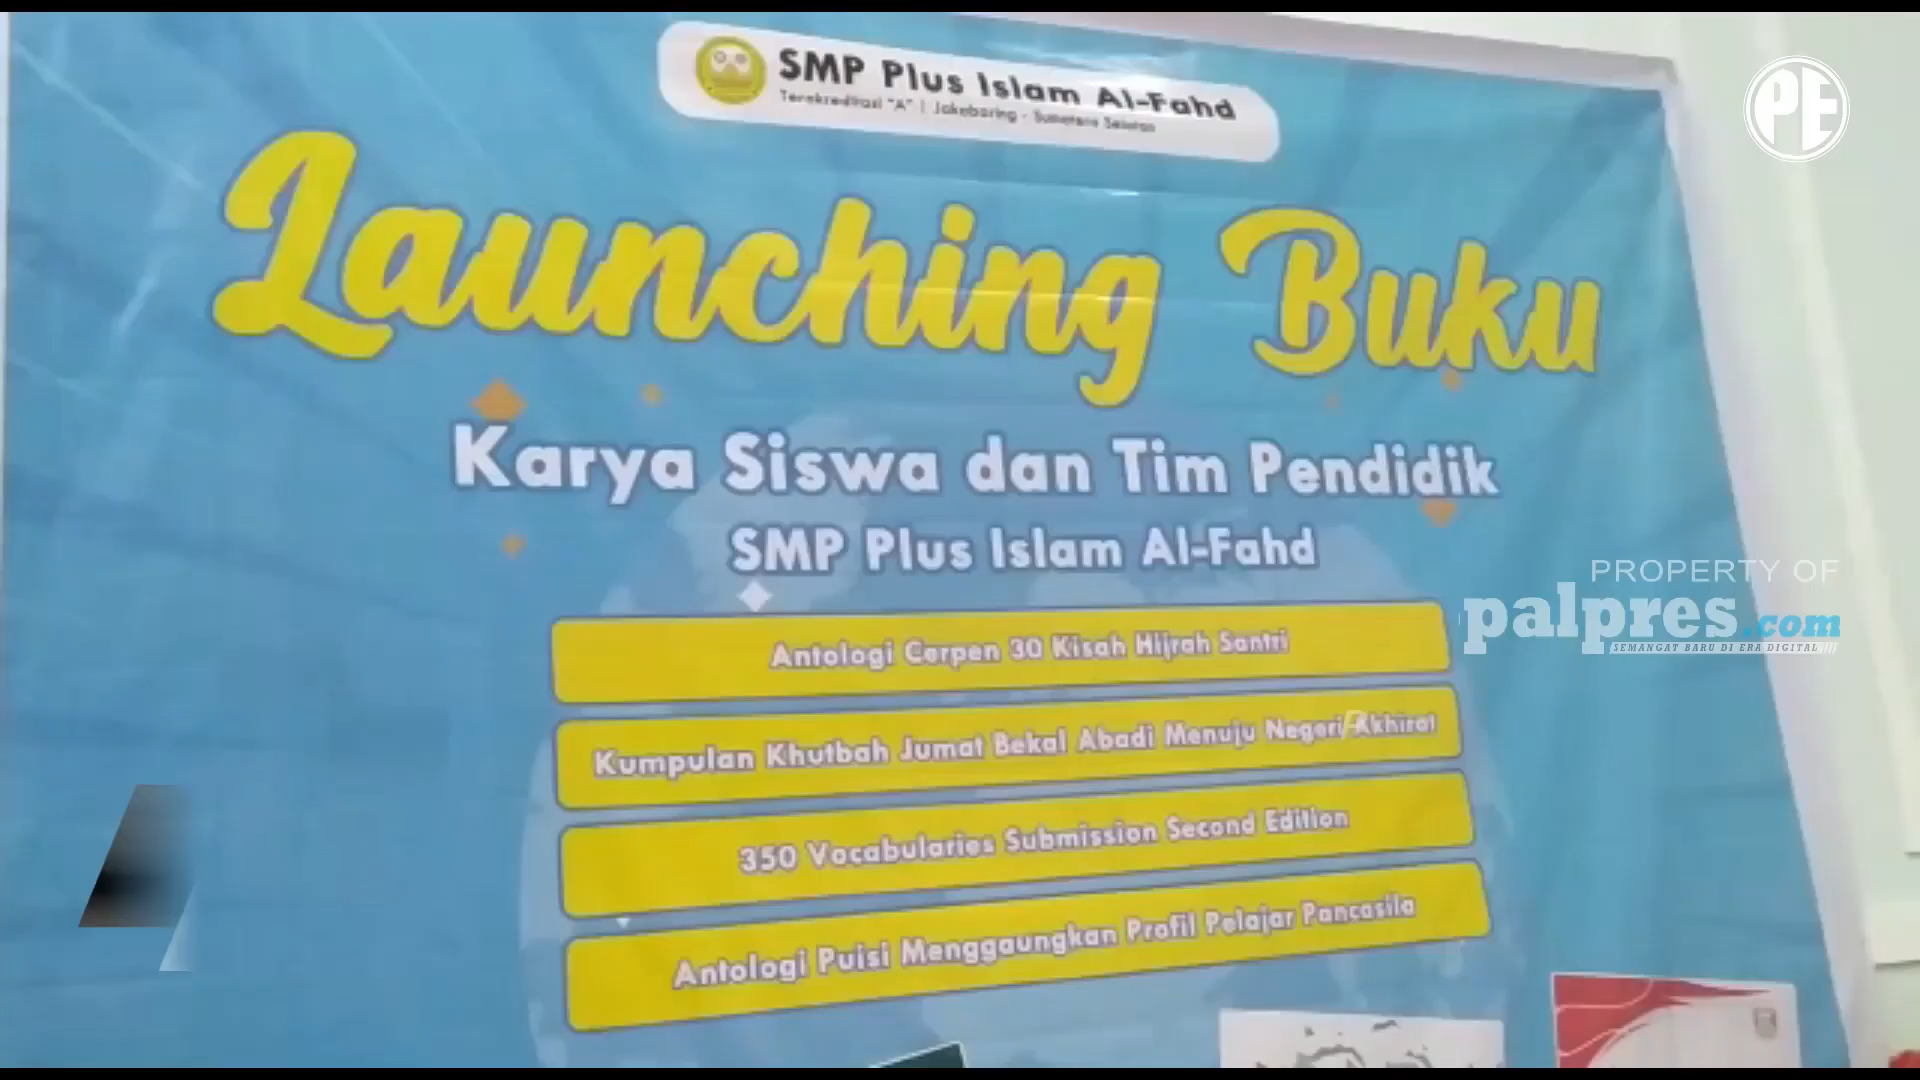 SMP Plus Islam Al-Fahd
Terakreditasi "A" | Jakabaring - Sumatera Selatan
PE
Launching Buku
Karya Siswa dan Tim Pendidik
SMP Plus Islam Al-Fahd
PROPERTY OF
palpres.com
SEMANGAT BARU DI ERA DIGITAL
Antologi Cerpen 30 Kisah Hijrah Santri
Kumpulan Khutbah Jumat Bekal Abadi Menuju Negeri Akhirat
350 Vocabularies Submission Second Edition
Antologi Puisi Menggaungkan Profil Pelajar Pancasila